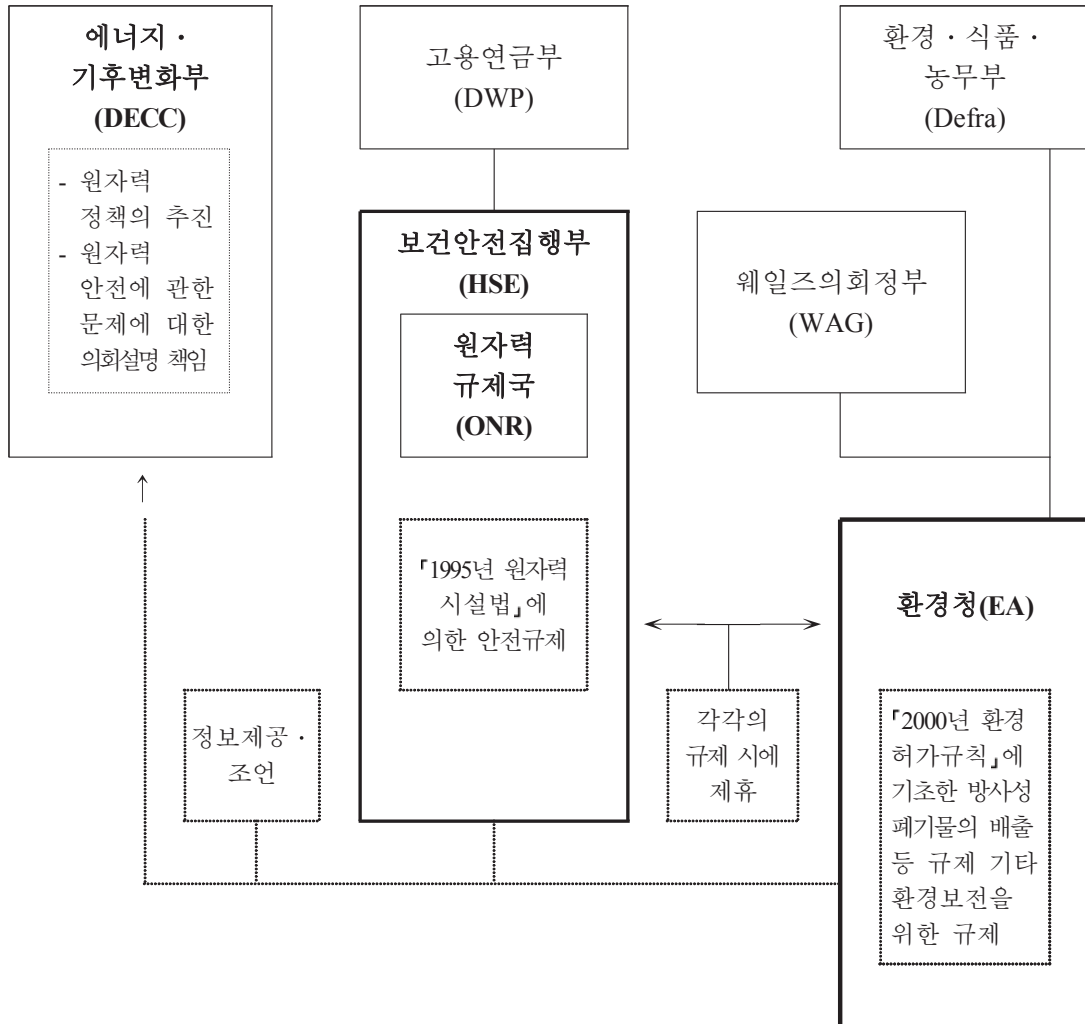 에너지·
기후변화부
(DECC)
- 원자력
정책의 추진
- 원자력
안전에 관한
문제에 대한
의회설명 책임
고용연금부
(DWP)
환경·식품·
농무부
(Defra)
보건안전집행부
(HSE)
원자력
규제국
(ONR)
『1995년 원자력
시설법』에
의한 안전규제
웨일즈의회정부
(WAG)
환경청(EA)
『2000년 환경
허가규칙』에
기초한 방사성
폐기물의 배출
등 규제 기타
환경보전을
위한 규제
정보제공·
조언
각각의
규제 시에
제휴